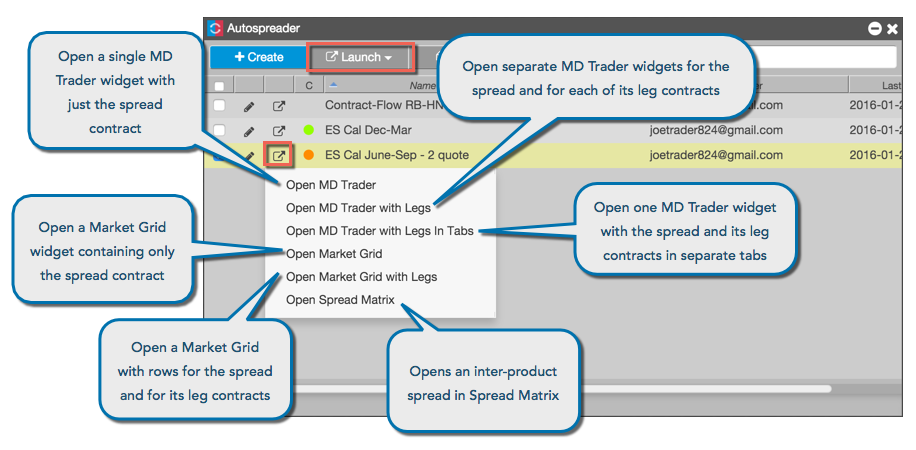 Autospreader
Open a single MD
Trader widget with
just the spread
contract
+ Create
Launch
Open separate MD Trader widgets for the
spread and for each of its leg contracts
C
Name
Last
Contract-Flow RB-HN
.com
2016-01-2
ES Cal Dec-Mar
joetrader824@gmail.com
2016-01-2
ES Cal June-Sep - 2 quote
joetrader824@gmail.com
2016-01-2
Open MD Trader
Open MD Trader with Legs
Open MD Trader with Legs In Tabs
Open Market Grid
Open Market Grid with Legs
Open Spread Matrix
Open one MD Trader widget
with the spread and its leg
contracts in separate tabs
Open a Market Grid
widget containing only
the spread contract
Open a Market Grid
with rows for the spread
and for its leg contracts
Opens an inter-product
spread in Spread Matrix